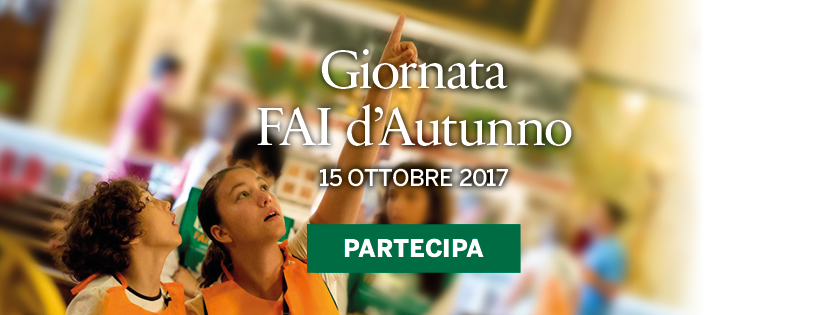 Giornata
FAI d'Autunno
15 OTTOBRE 2017
PARTECIPA